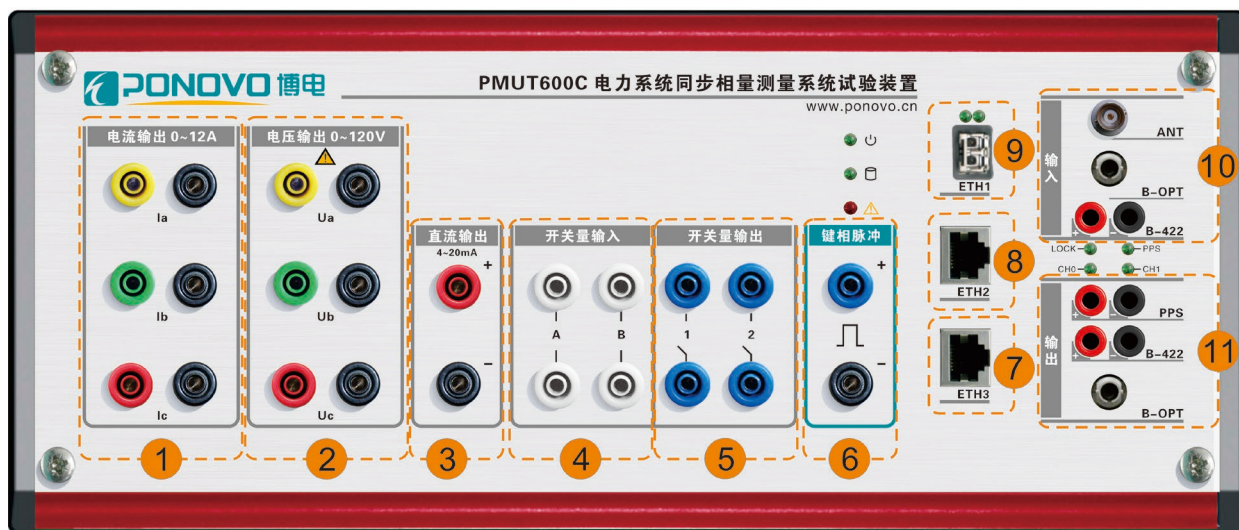 PONOVO 博电
PMUT600C 电力系统同步相量测量系统试验装置
www.ponovo.cn
电流输出 0~12A
Ia
Ib
Ic
1
电压输出 0~120V
Ua
Ub
Uc
2
直流输出
4~20mA
+
−
3
开关量输入
A
B
4
开关量输出
1
2
5
键相脉冲
+
−
6
ETH1
9
ETH2
8
ETH3
7
输入
ANT
B-OPT
+ −
B-422
10
LOCK PPS
CH0 CH1
输出
PPS
+ −
B-422
+ −
B-OPT
11